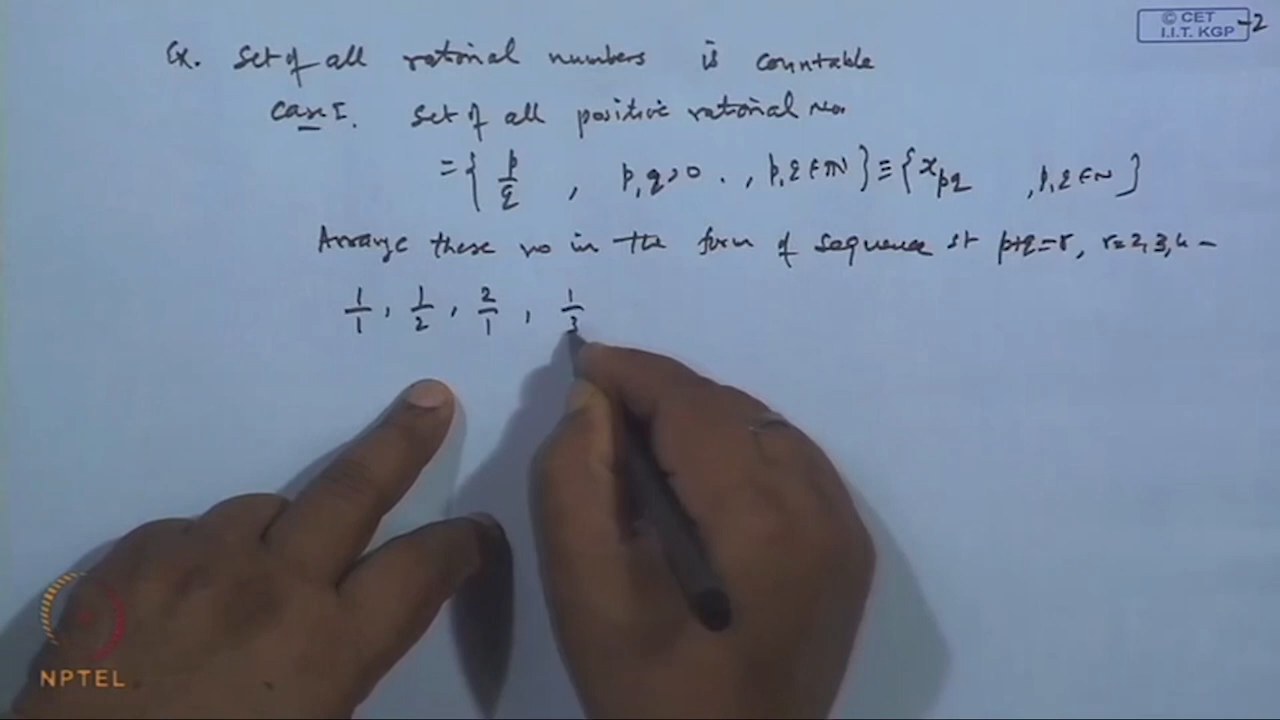 © CET
I.I.T. KGP
-2
Ex. Set of all rational numbers is countable
Case I. Set of all positive rational No.
= { p/q , p,q>0 . , p,q ∈ N } ≡ { x_pq , p,q ∈ N }
Arrange these no in the form of sequence st p+q=r, r=2,3,4 -
1/1 , 1/2 , 2/1 , 1/3
NPTEL